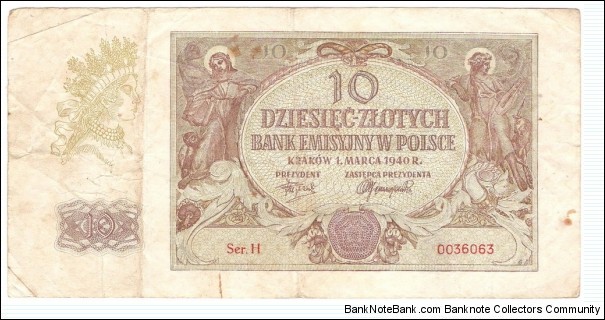 10 10
10
DZIESIĘĆ ZŁOTYCH
BANK EMISYJNY W POLSCE
KRAKÓW 1. MARCA 1940 R.
PREZYDENT ZASTĘPCA PREZYDENTA
10
Ser. H 0036063
BankNoteBank.com Banknote Collectors Community